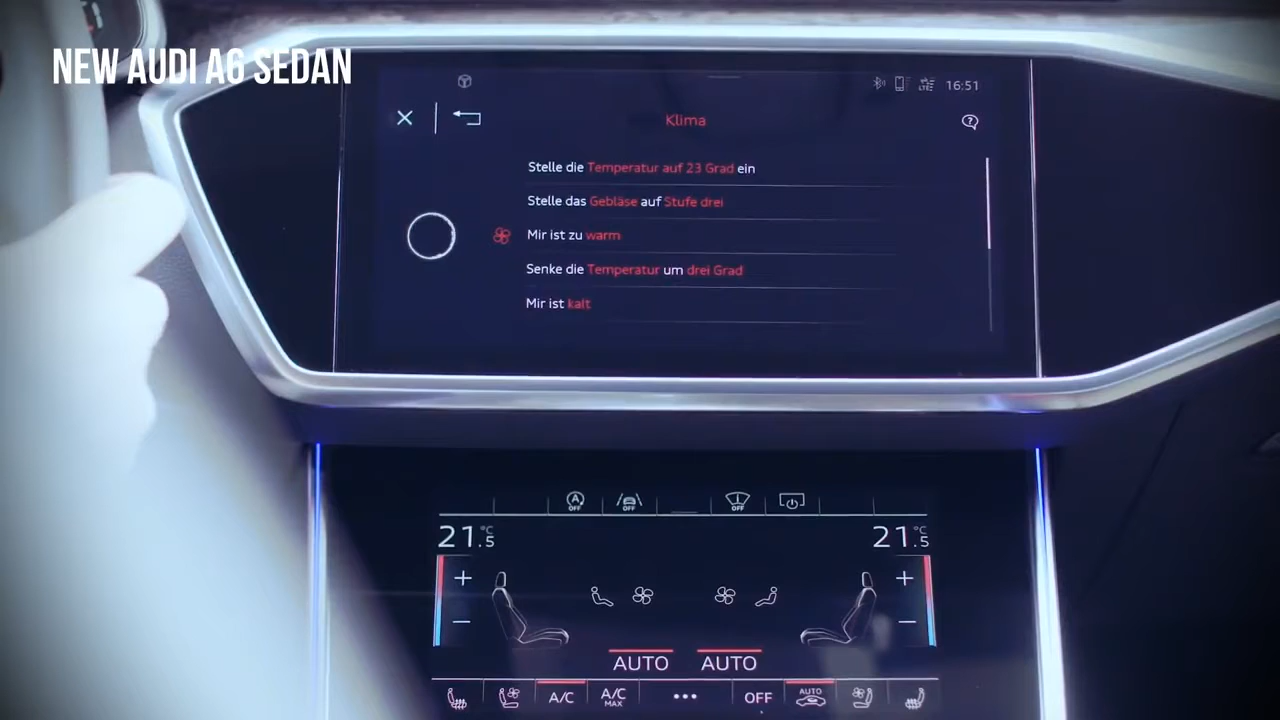 NEW AUDI A6 SEDAN
16:51
Klima
Stelle die Temperatur auf 23 Grad ein
Stelle das Gebläse auf Stufe drei
Mir ist zu warm
Senke die Temperatur um drei Grad
Mir ist kalt
A OFF
OFF
OFF
21.5 °C
21.5 °C
AUTO
AUTO
A/C
A/C MAX
OFF
AUTO